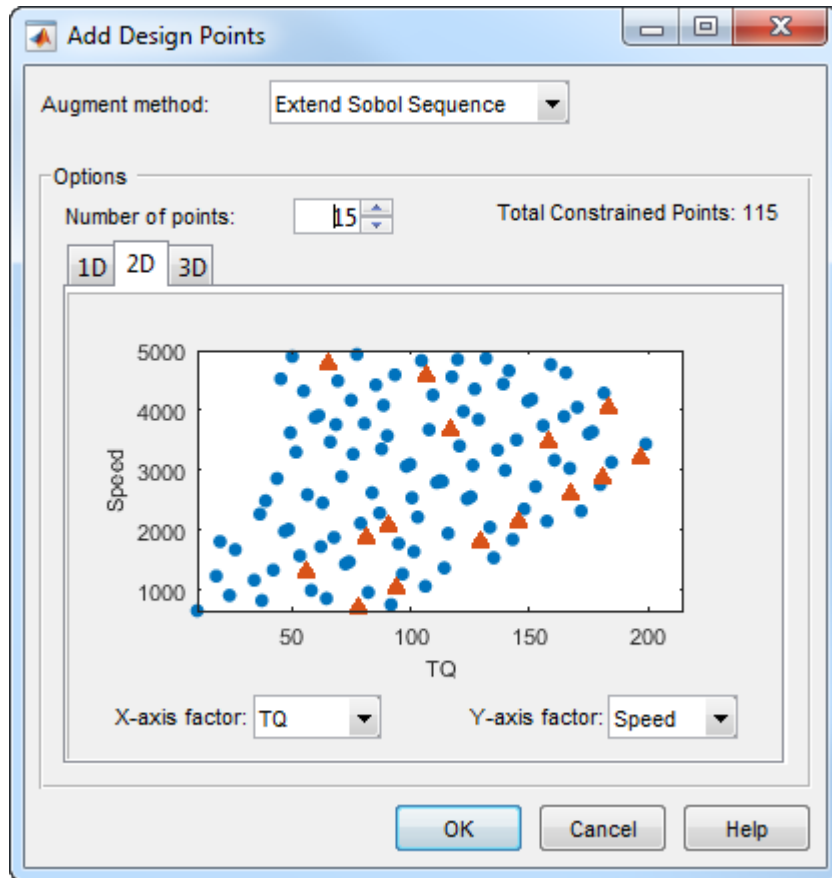 Add Design Points
Augment method: Extend Sobol Sequence
Options
Number of points: 15 Total Constrained Points: 115
1D 2D 3D
5000
4000
3000
2000
1000
Speed
50 100 150 200
TQ
X-axis factor: TQ Y-axis factor: Speed
OK Cancel Help